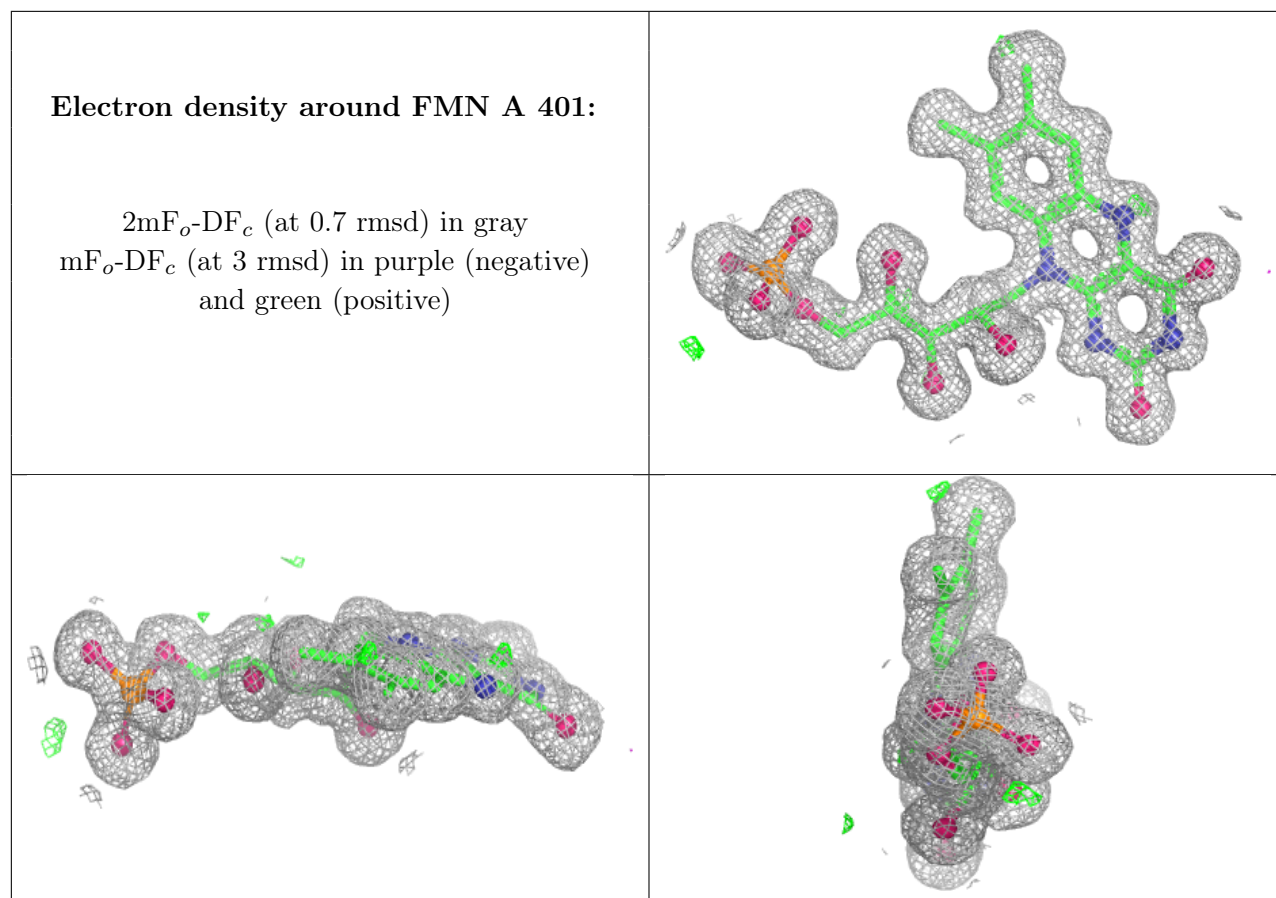 Electron density around FMN A 401:
2mFo-DFc (at 0.7 rmsd) in gray
mFo-DFc (at 3 rmsd) in purple (negative)
and green (positive)